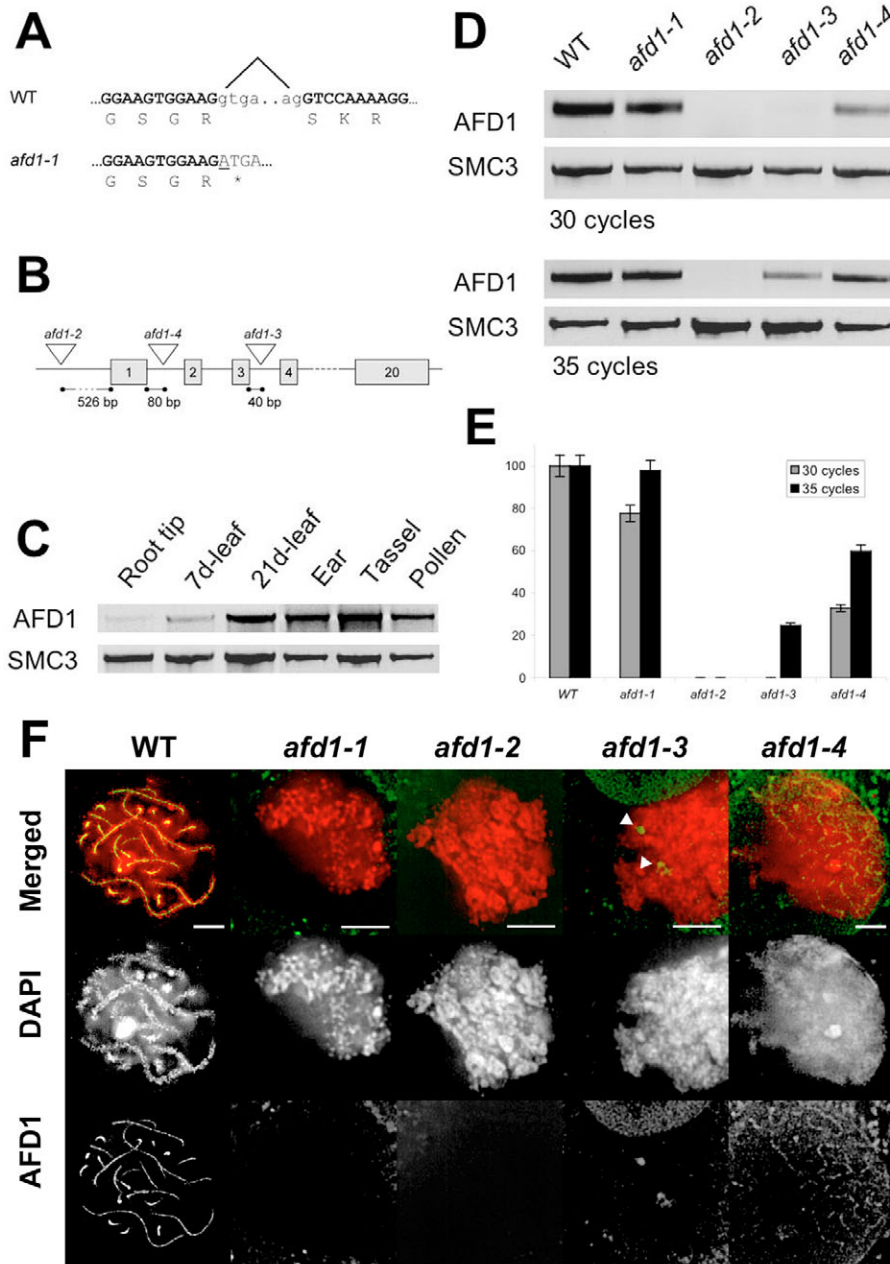 A
WT
...GGAAGTGGAAGgtga..agGTCCAAAAGG...
G S G R S K R
afd1-1
...GGAAGTGGAAGATGA...
G S G R *
B
afd1-2 afd1-4 afd1-3
1 2 3 4 20
526 bp 80 bp 40 bp
C
Root tip 7d-leaf 21d-leaf Ear Tassel Pollen
AFD1
SMC3
D
WT afd1-1 afd1-2 afd1-3 afd1-4
AFD1
SMC3
30 cycles
AFD1
SMC3
35 cycles
E
30 cycles
35 cycles
100
80
60
40
20
0
WT afd1-1 afd1-2 afd1-3 afd1-4
F
WT afd1-1 afd1-2 afd1-3 afd1-4
Merged
DAPI
AFD1